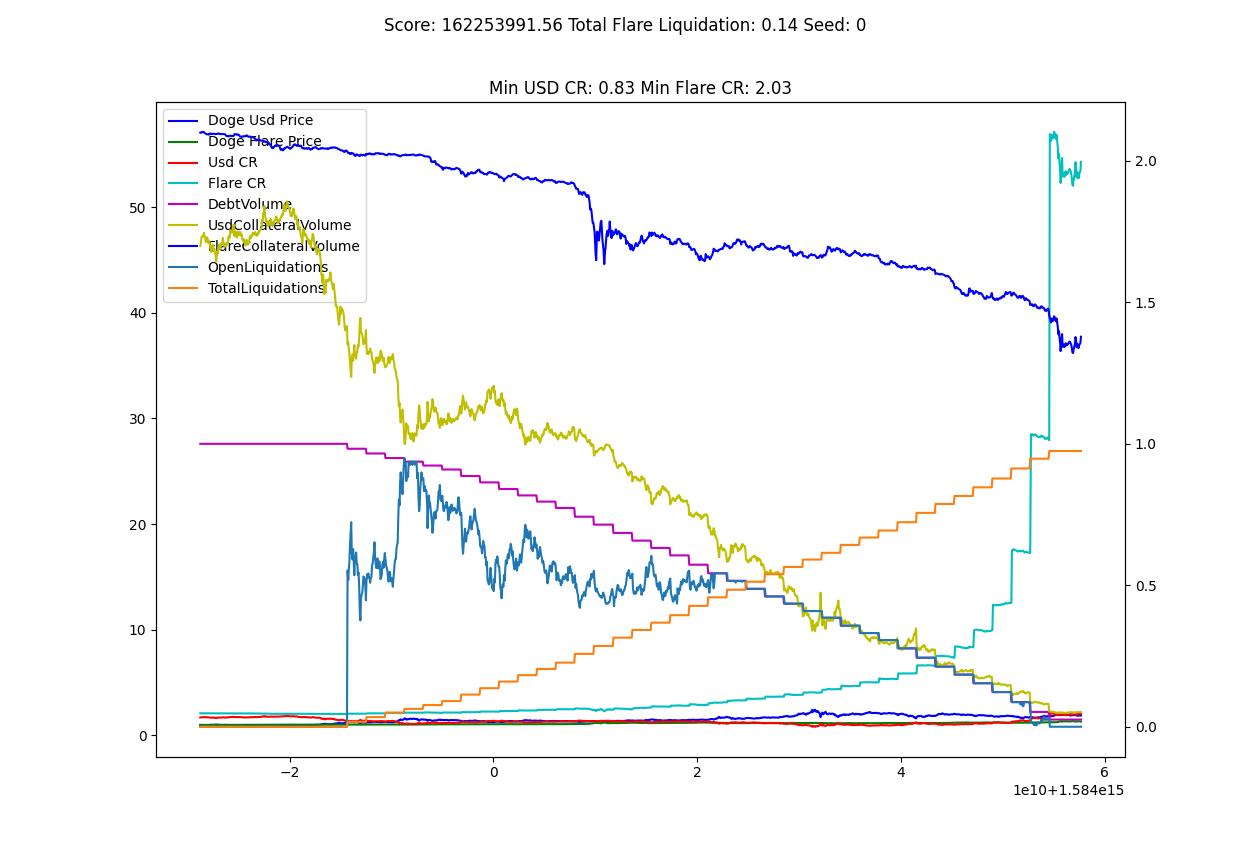 Score: 162253991.56 Total Flare Liquidation: 0.14 Seed: 0
Min USD CR: 0.83 Min Flare CR: 2.03
Doge Usd Price
Doge Flare Price
Usd CR
Flare CR
DebtVolume
UsdCollateralVolume
FlareCollateralVolume
OpenLiquidations
TotalLiquidations
50
40
30
20
10
0
2.0
1.5
1.0
0.5
0.0
−2 0 2 4 6
1e10+1.584e15